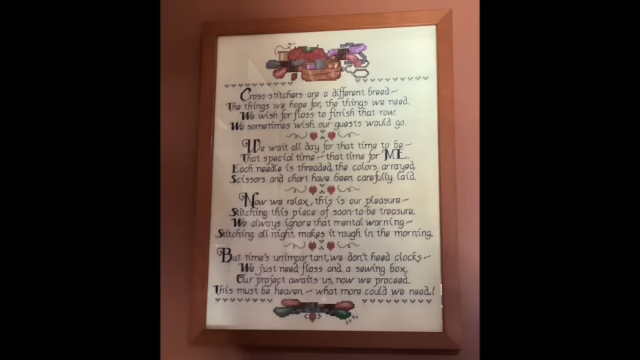 Cross stitchers are a different breed—
The things we hope for, the things we need.
We wish for floss to finish that row.
We sometimes wish our guests would go.
We wait all day for that time to be—
That special time—that time for ME.
Each needle is threaded, the colors arrayed,
Scissors and chart have been carefully laid.
Now we relax, this is our pleasure—
Stitching this piece of soon-to-be treasure.
We always ignore that mental warning—
Stitching all night makes it rough in the morning.
But time's unimportant, we don't heed clocks—
We just need floss and a sewing box.
Our project awaits us, now we proceed.
This must be heaven—what more could we need!